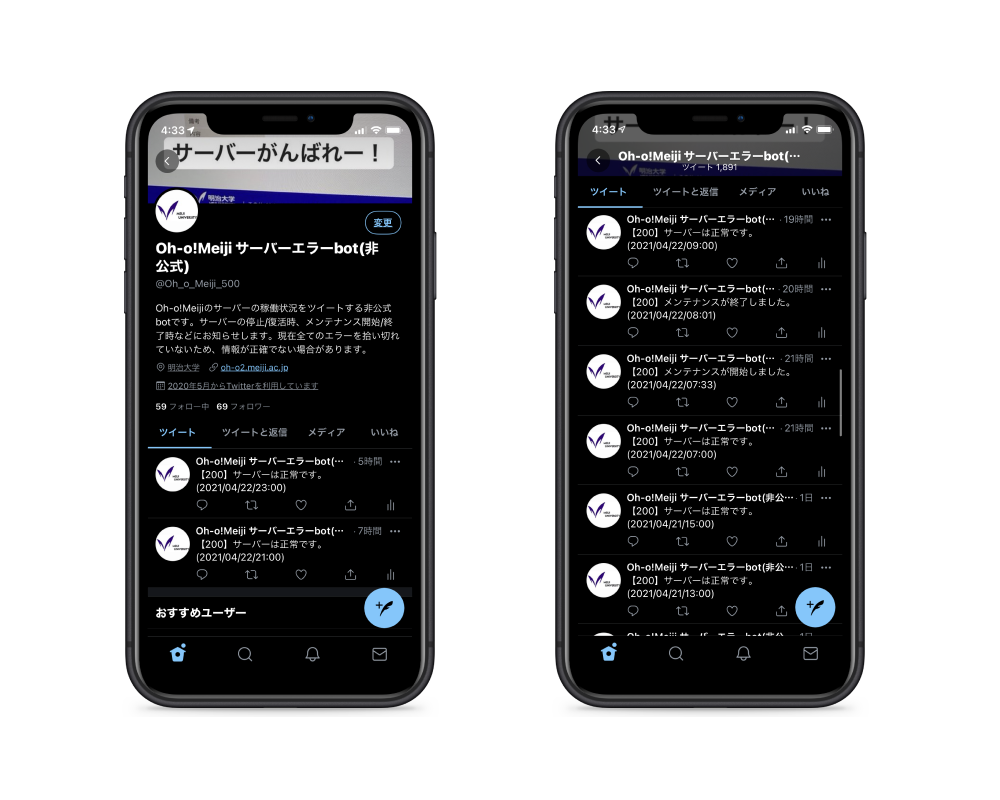 4:33
サーバーがんばれー！
明治大学
MEIJI
UNIVERSITY
変更
Oh-o!Meiji サーバーエラーbot(非
公式)
@Oh_o_Meiji_500
Oh-o!Meijiのサーバーの稼働状況をツイートする非公式
botです。サーバーの停止/復活時、メンテナンス開始/終
了時などにお知らせします。現在全てのエラーを拾い切れ
ていないため、情報が正確でない場合があります。
明治大学 oh-o2.meiji.ac.jp
2020年5月からTwitterを利用しています
59 フォロー中 69 フォロワー
ツイート ツイートと返信 メディア いいね
Oh-o!Meiji サーバーエラーbot(… · 5時間 …
【200】サーバーは正常です。
(2021/04/22/23:00)
Oh-o!Meiji サーバーエラーbot(… · 7時間 …
【200】サーバーは正常です。
(2021/04/22/21:00)
おすすめユーザー
4:33
Oh-o!Meiji サーバーエラーbot(…
ツイート 1,891
ツイート ツイートと返信 メディア いいね
Oh-o!Meiji サーバーエラーbot(… · 19時間 …
【200】サーバーは正常です。
(2021/04/22/09:00)
Oh-o!Meiji サーバーエラーbot(… · 20時間 …
【200】メンテナンスが終了しました。
(2021/04/22/08:01)
Oh-o!Meiji サーバーエラーbot(… · 21時間 …
【200】メンテナンスが開始しました。
(2021/04/22/07:33)
Oh-o!Meiji サーバーエラーbot(… · 21時間 …
【200】サーバーは正常です。
(2021/04/22/07:00)
Oh-o!Meiji サーバーエラーbot(非公… · 1日 …
【200】サーバーは正常です。
(2021/04/21/15:00)
Oh-o!Meiji サーバーエラーbot(非公… · 1日 …
【200】サーバーは正常です。
(2021/04/21/13:00)